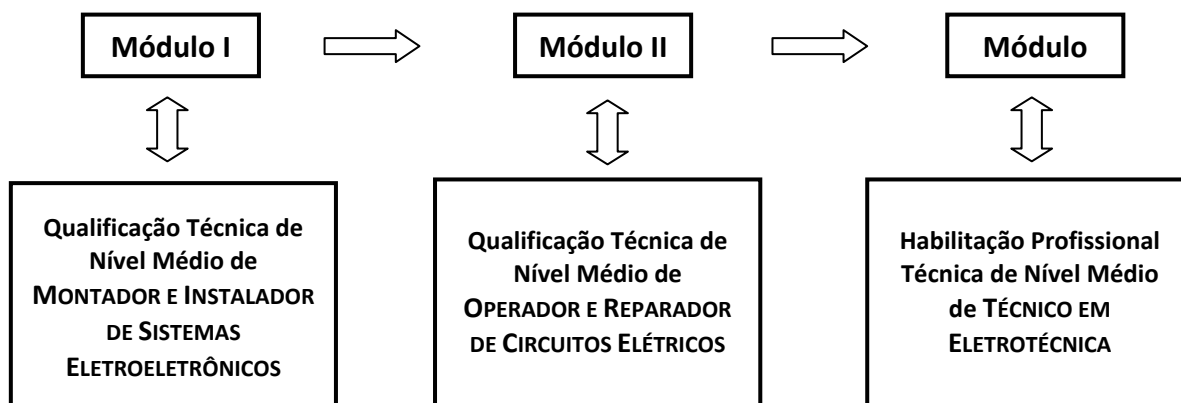 Módulo I
Módulo II
Módulo
Qualificação Técnica de
Nível Médio de
MONTADOR E INSTALADOR
DE SISTEMAS
ELETROELETRÔNICOS
Qualificação Técnica de
Nível Médio de
OPERADOR E REPARADOR
DE CIRCUITOS ELÉTRICOS
Habilitação Profissional
Técnica de Nível Médio
de TÉCNICO EM
ELETROTÉCNICA